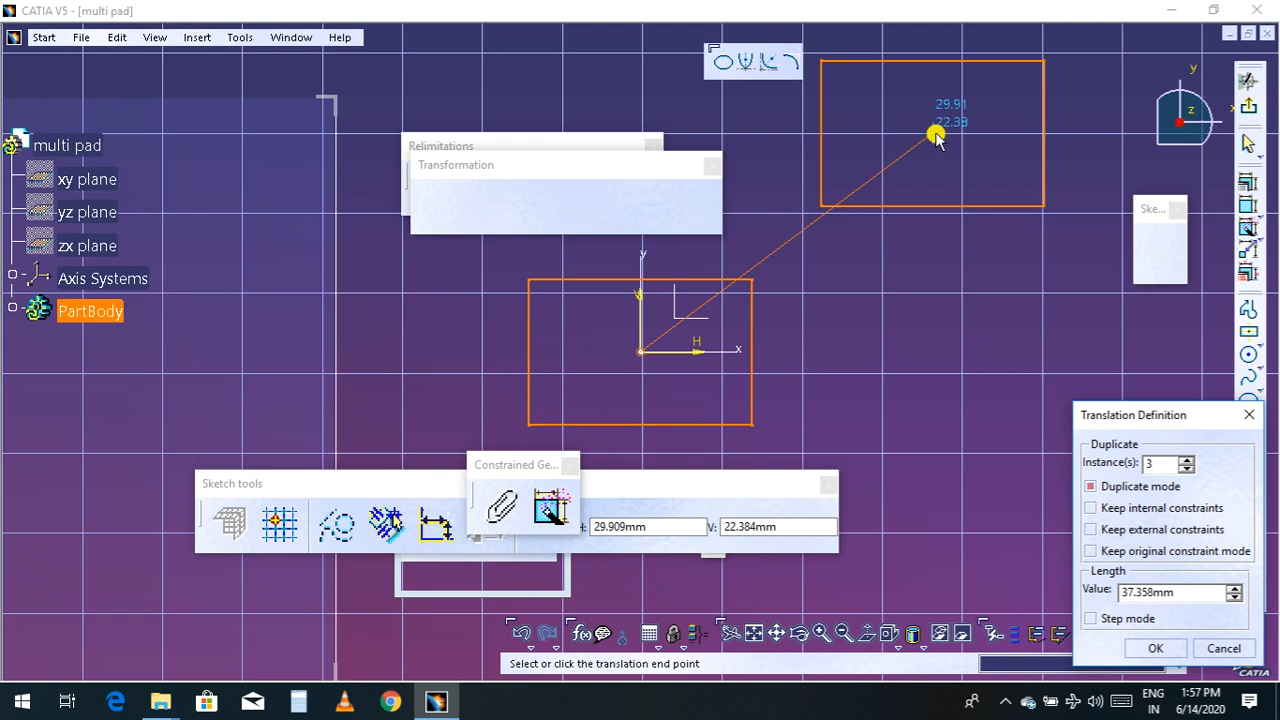 CATIA V5 - [multi pad]
Start File Edit View Insert Tools Window Help
29.91
22.38
y
x
z
Relimitations
Transformation
multi pad
xy plane
yz plane
zx plane
Axis Systems
PartBody
Ske...
y
V
H
x
Translation Definition
Duplicate
Instance(s): 3
Duplicate mode
Keep internal constraints
Keep external constraints
Keep original constraint mode
Length
Value: 37.358mm
Step mode
OK Cancel
Constrained Ge...
Sketch tools
H: 29.909mm V: 22.384mm
f(x)
Select or click the translation end point
CATIA
ENG
IN
1:57 PM
6/14/2020